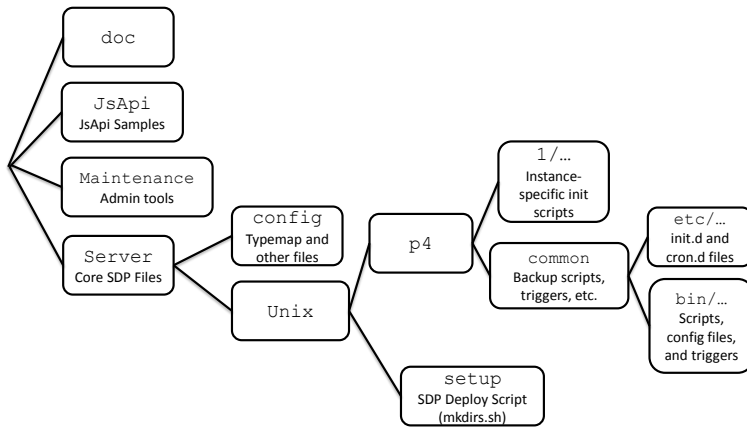 doc
JsApi
JsApi Samples
Maintenance
Admin tools
Server
Core SDP Files
config
Typemap and
other files
Unix
p4
setup
SDP Deploy Script
(mkdirs.sh)
1/…
Instance-
specific init
scripts
common
Backup scripts,
triggers, etc.
etc/…
init.d and
cron.d files
bin/…
Scripts,
config files,
and triggers